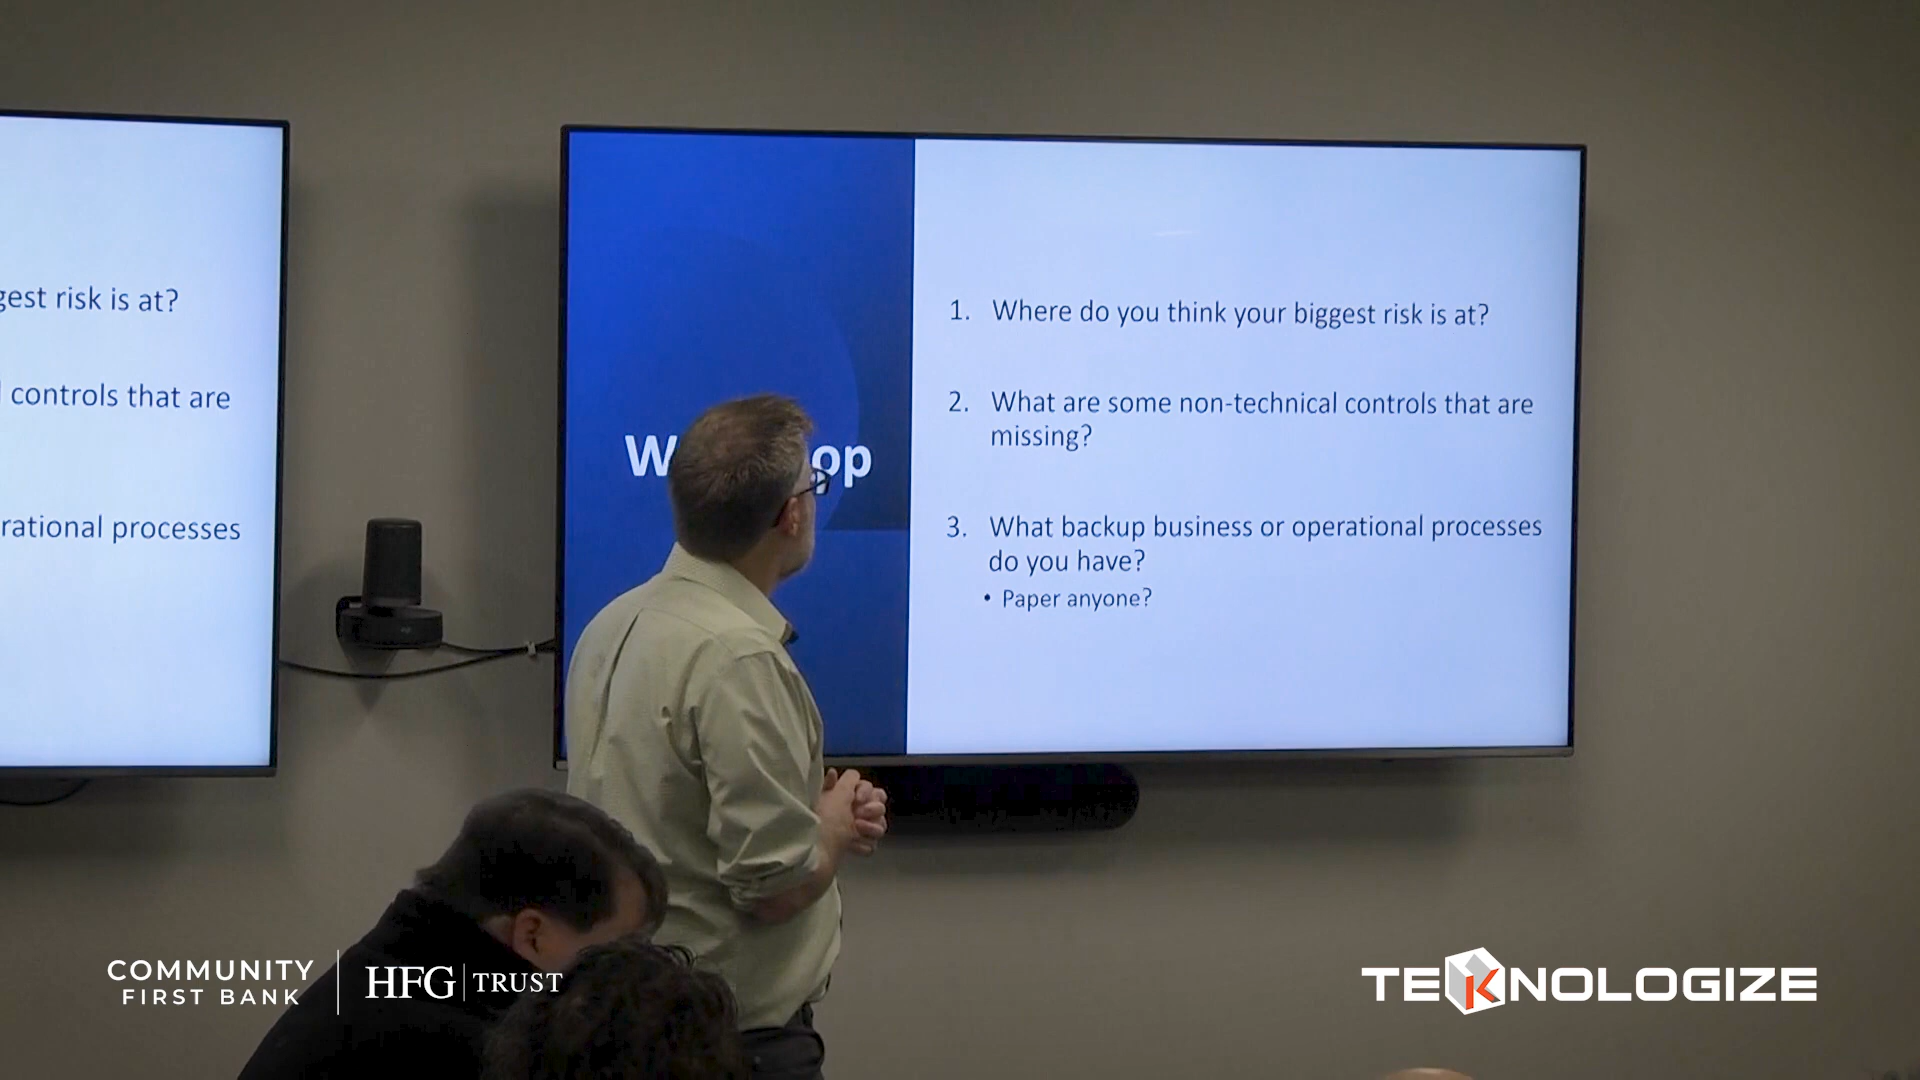 gest risk is at?
controls that are
rational processes
1. Where do you think your biggest risk is at?
2. What are some non-technical controls that are
missing?
3. What backup business or operational processes
do you have?
• Paper anyone?
COMMUNITY
FIRST BANK
HFG TRUST
TEKNOLOGIZE